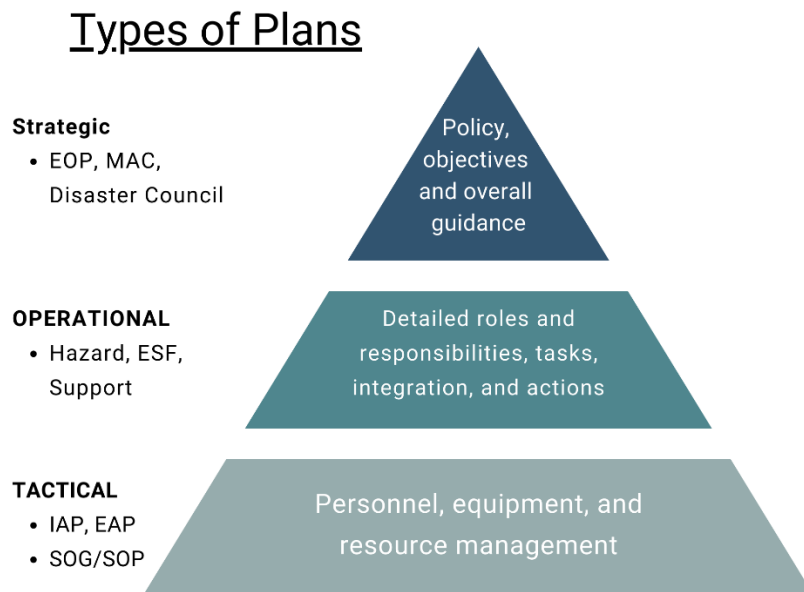 Types of Plans
Strategic
• EOP, MAC,
Disaster Council
Policy,
objectives
and overall
guidance
OPERATIONAL
• Hazard, ESF,
Support
Detailed roles and
responsibilities, tasks,
integration, and actions
TACTICAL
• IAP, EAP
• SOG/SOP
Personnel, equipment, and
resource management